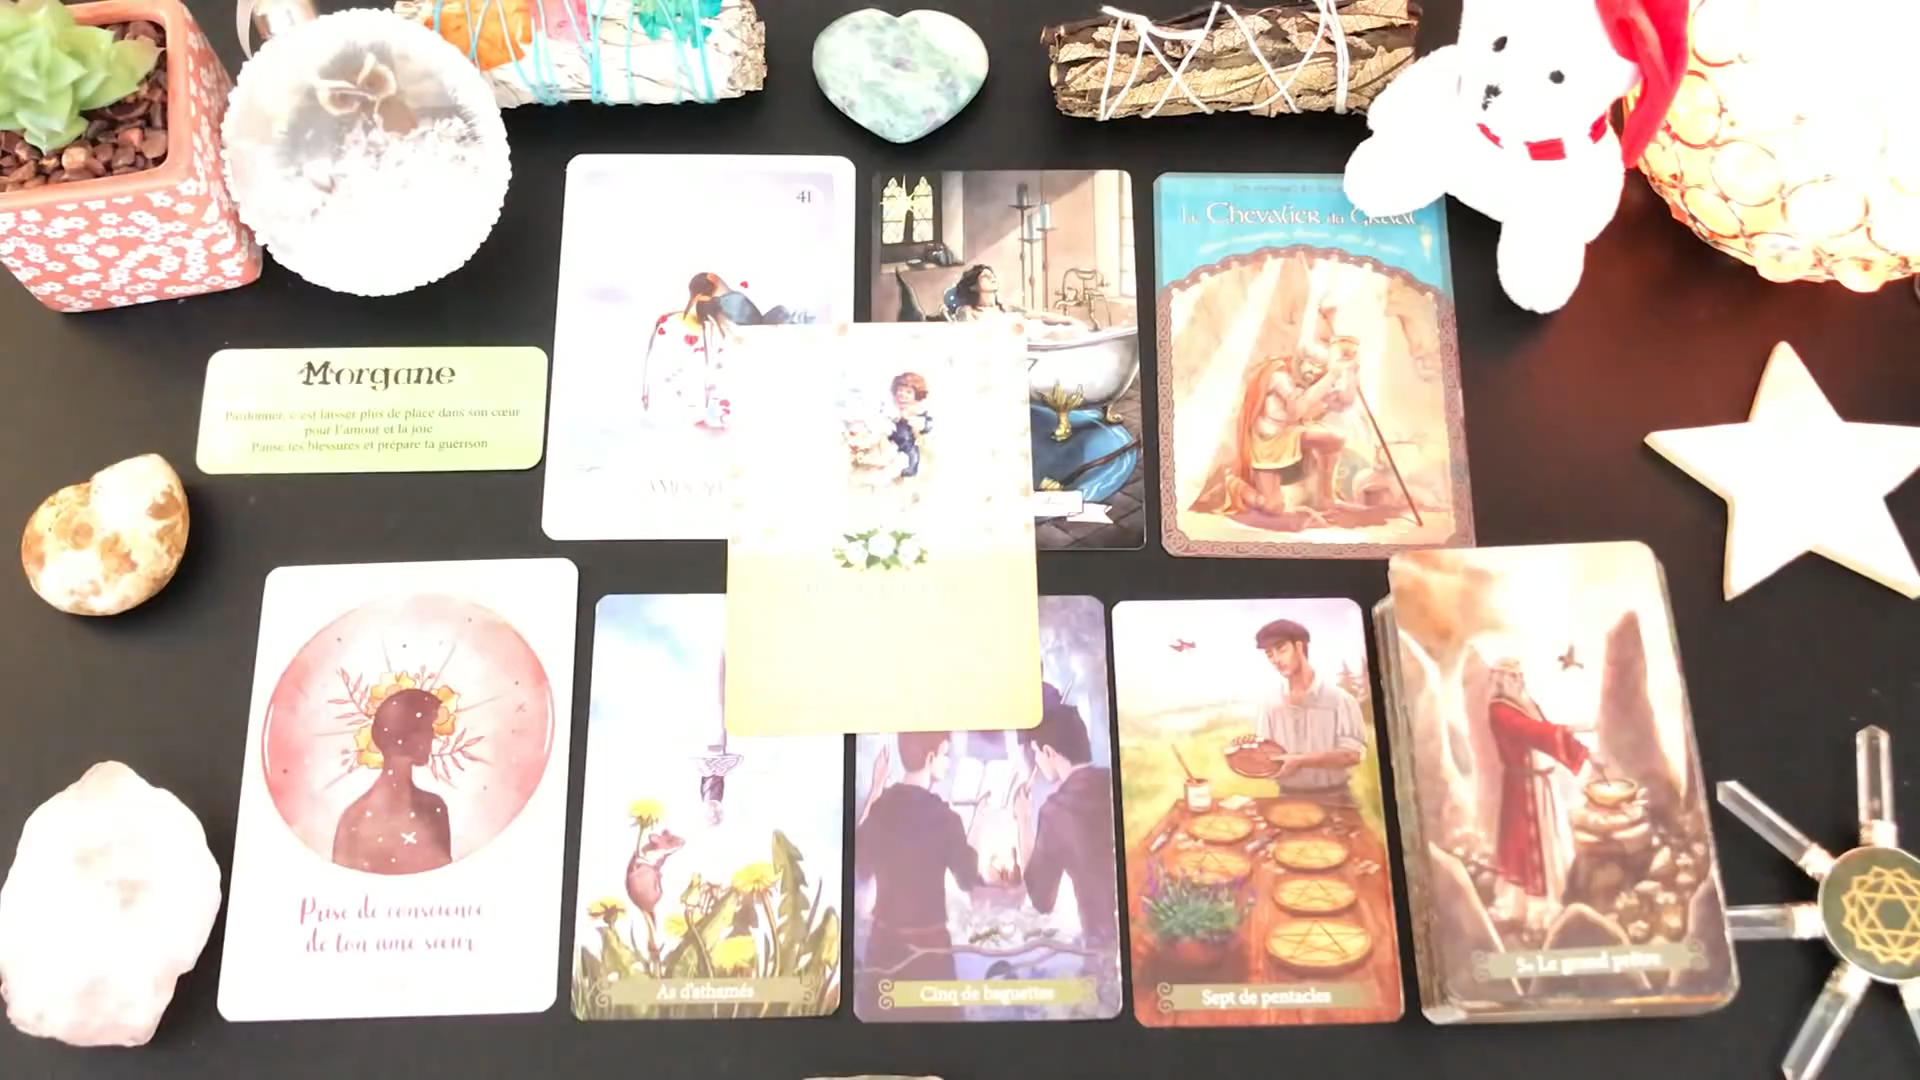 41
Le Chevalier du Graal
Morgane
Pardonner, c'est laisser plus de place dans son cœur
pour l'amour et la joie
Panse tes blessures et prépare ta guérison
Prise de conscience
de ton âme sœur
As d'athamés
Cinq de baguettes
Sept de pentacles
5. Le grand prêtre